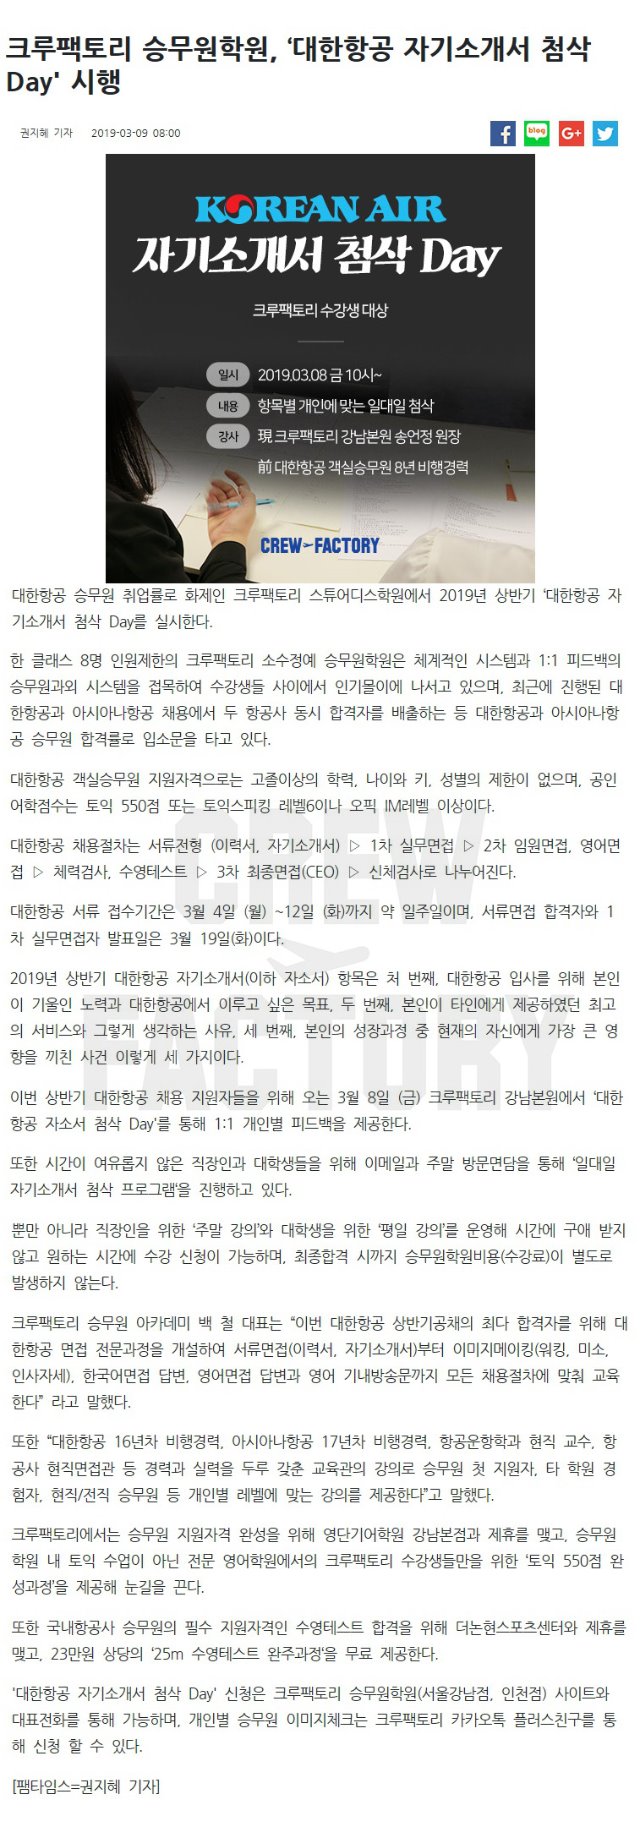 크루팩토리 승무원학원, ‘대한항공 자기소개서 첨삭
Day' 시행
권지혜 기자 2019-03-09 08:00
f blog G+
KOREAN AIR
자기소개서 첨삭 Day
크루팩토리 수강생 대상
일시 2019.03.08 금 10시~
내용 항목별 개인에 맞는 일대일 첨삭
강사 現 크루팩토리 강남본원 송언정 원장
前 대한항공 객실승무원 8년 비행경력
CREW FACTORY
대한항공 승무원 취업률로 화제인 크루팩토리 스튜어디스학원에서 2019년 상반기 ‘대한항공 자
기소개서 첨삭 Day를 실시한다.
한 클래스 8명 인원제한의 크루팩토리 소수정예 승무원학원은 체계적인 시스템과 1:1 피드백의
승무원과외 시스템을 접목하여 수강생들 사이에서 인기몰이에 나서고 있으며, 최근에 진행된 대
한항공과 아시아나항공 채용에서 두 항공사 동시 합격자를 배출하는 등 대한항공과 아시아나항
공 승무원 합격률로 입소문을 타고 있다.
대한항공 객실승무원 지원자격으로는 고졸이상의 학력, 나이와 키, 성별의 제한이 없으며, 공인
어학점수는 토익 550점 또는 토익스피킹 레벨6이나 오픽 IM레벨 이상이다.
대한항공 채용절차는 서류전형 (이력서, 자기소개서) ▷ 1차 실무면접 ▷ 2차 임원면접, 영어면
접 ▷ 체력검사, 수영테스트 ▷ 3차 최종면접(CEO) ▷ 신체검사로 나누어진다.
대한항공 서류 접수기간은 3월 4일 (월) ~12일 (화)까지 약 일주일이며, 서류면접 합격자와 1
차 실무면접자 발표일은 3월 19일(화)이다.
2019년 상반기 대한항공 자기소개서(이하 자소서) 항목은 처 번째, 대한항공 입사를 위해 본인
이 기울인 노력과 대한항공에서 이루고 싶은 목표, 두 번째, 본인이 타인에게 제공하였던 최고
의 서비스와 그렇게 생각하는 사유, 세 번째, 본인의 성장과정 중 현재의 자신에게 가장 큰 영
향을 끼친 사건 이렇게 세 가지이다.
이번 상반기 대한항공 채용 지원자들을 위해 오는 3월 8일 (금) 크루팩토리 강남본원에서 ‘대한
항공 자소서 첨삭 Day’를 통해 1:1 개인별 피드백을 제공한다.
또한 시간이 여유롭지 않은 직장인과 대학생들을 위해 이메일과 주말 방문면담을 통해 ‘일대일
자기소개서 첨삭 프로그램‘을 진행하고 있다.
뿐만 아니라 직장인을 위한 ‘주말 강의’와 대학생을 위한 ‘평일 강의’를 운영해 시간에 구애 받지
않고 원하는 시간에 수강 신청이 가능하며, 최종합격 시까지 승무원학원비용(수강료)이 별도로
발생하지 않는다.
크루팩토리 승무원 아카데미 백 철 대표는 “이번 대한항공 상반기공채의 최다 합격자를 위해 대
한항공 면접 전문과정을 개설하여 서류면접(이력서, 자기소개서)부터 이미지메이킹(워킹, 미소,
인사자세), 한국어면접 답변, 영어면접 답변과 영어 기내방송문까지 모든 채용절차에 맞춰 교육
한다” 라고 말했다.
또한 “대한항공 16년차 비행경력, 아시아나항공 17년차 비행경력, 항공운항학과 현직 교수, 항
공사 현직면접관 등 경력과 실력을 두루 갖춘 교육관의 강의로 승무원 첫 지원자, 타 학원 경
험자, 현직/전직 승무원 등 개인별 레벨에 맞는 강의를 제공한다”고 말했다.
크루팩토리에서는 승무원 지원자격 완성을 위해 영단기어학원 강남본점과 제휴를 맺고, 승무원
학원 내 토익 수업이 아닌 전문 영어학원에서의 크루팩토리 수강생들만을 위한 ‘토익 550점 완
성과정’을 제공해 눈길을 끈다.
또한 국내항공사 승무원의 필수 지원자격인 수영테스트 합격을 위해 더논현스포츠센터와 제휴를
맺고, 23만원 상당의 ‘25m 수영테스트 완주과정‘을 무료 제공한다.
'대한항공 자기소개서 첨삭 Day' 신청은 크루팩토리 승무원학원(서울강남점, 인천점) 사이트와
대표전화를 통해 가능하며, 개인별 승무원 이미지체크는 크루팩토리 카카오톡 플러스친구를 통
해 신청 할 수 있다.
[팸타임스=권지혜 기자]
CREW
FACTORY